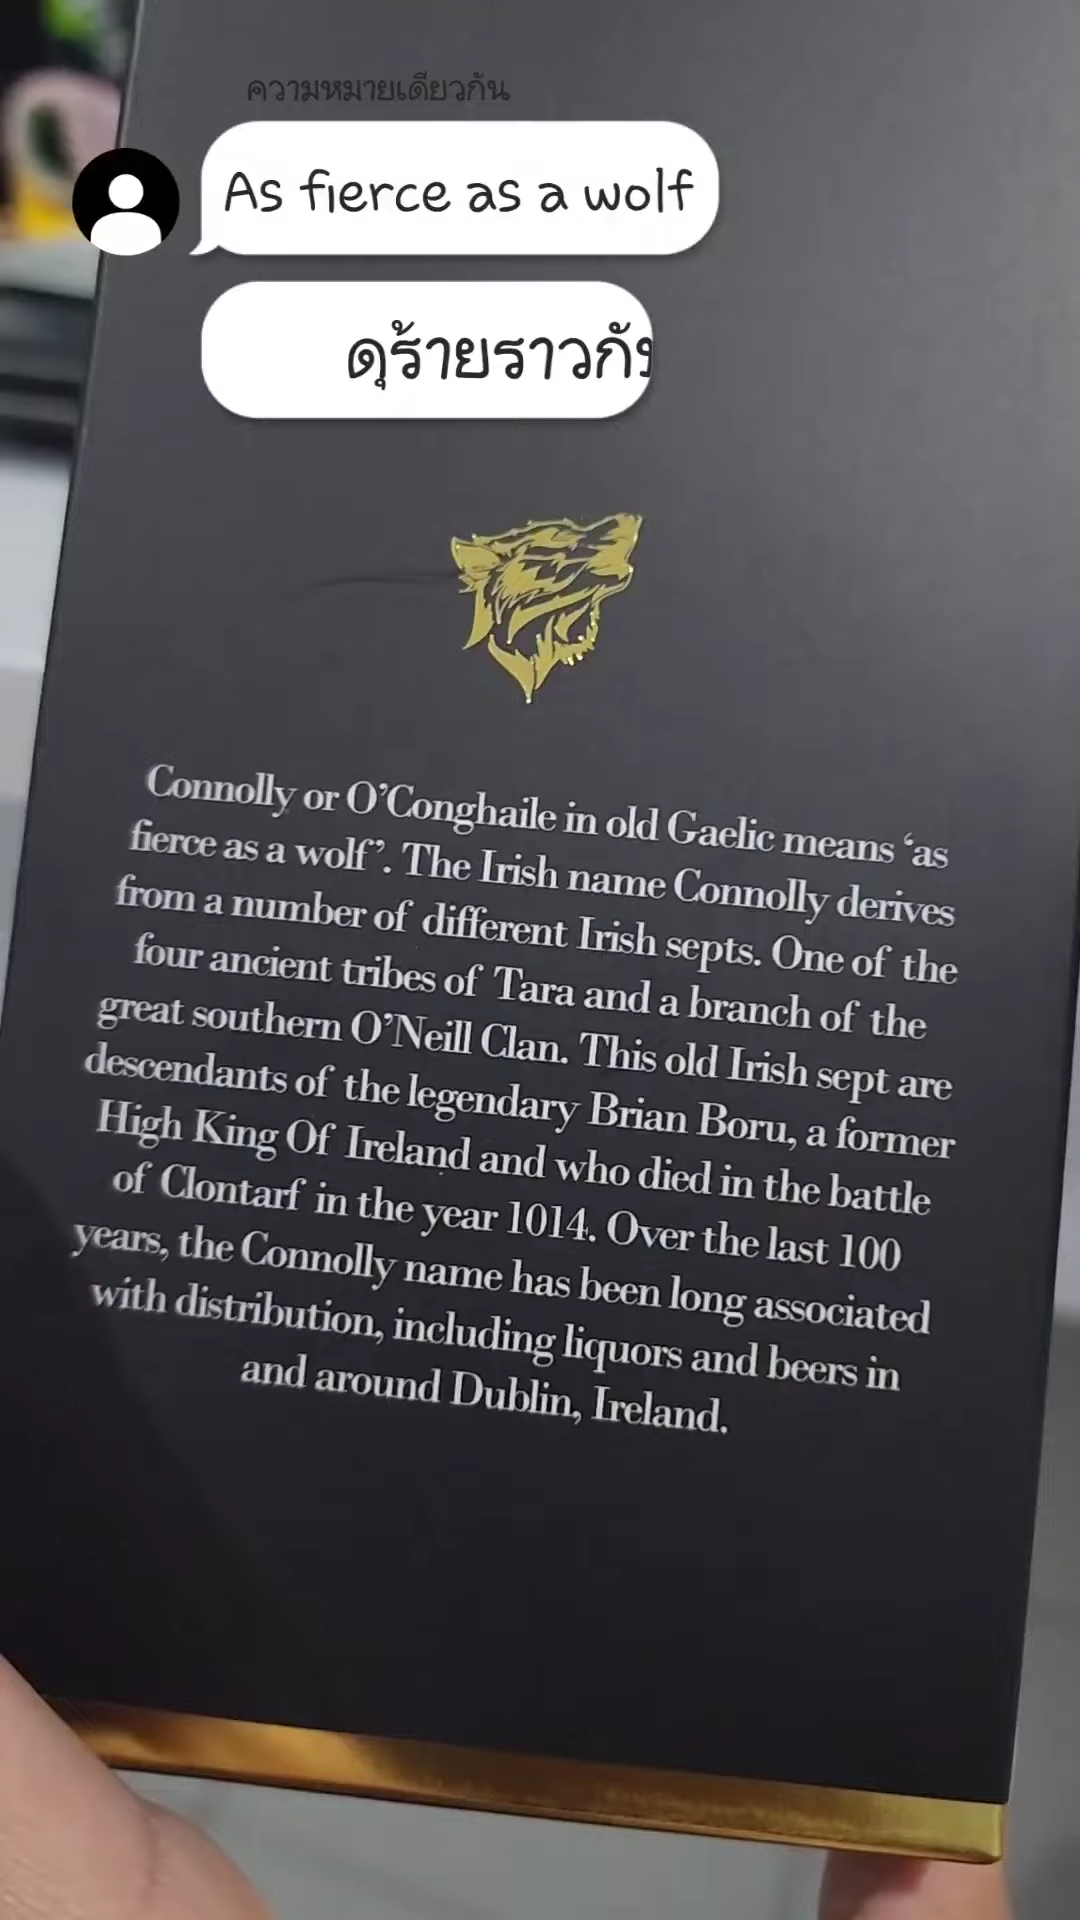 ความหมายเดียวกัน
As fierce as a wolf
ดุร้ายราวกับ
Connolly or O’Conghaile in old Gaelic means ‘as
fierce as a wolf’. The Irish name Connolly derives
from a number of different Irish septs. One of the
four ancient tribes of Tara and a branch of the
great southern O’Neill Clan. This old Irish sept are
descendants of the legendary Brian Boru, a former
High King Of Ireland and who died in the battle
of Clontarf in the year 1014. Over the last 100
years, the Connolly name has been long associated
with distribution, including liquors and beers in
and around Dublin, Ireland.